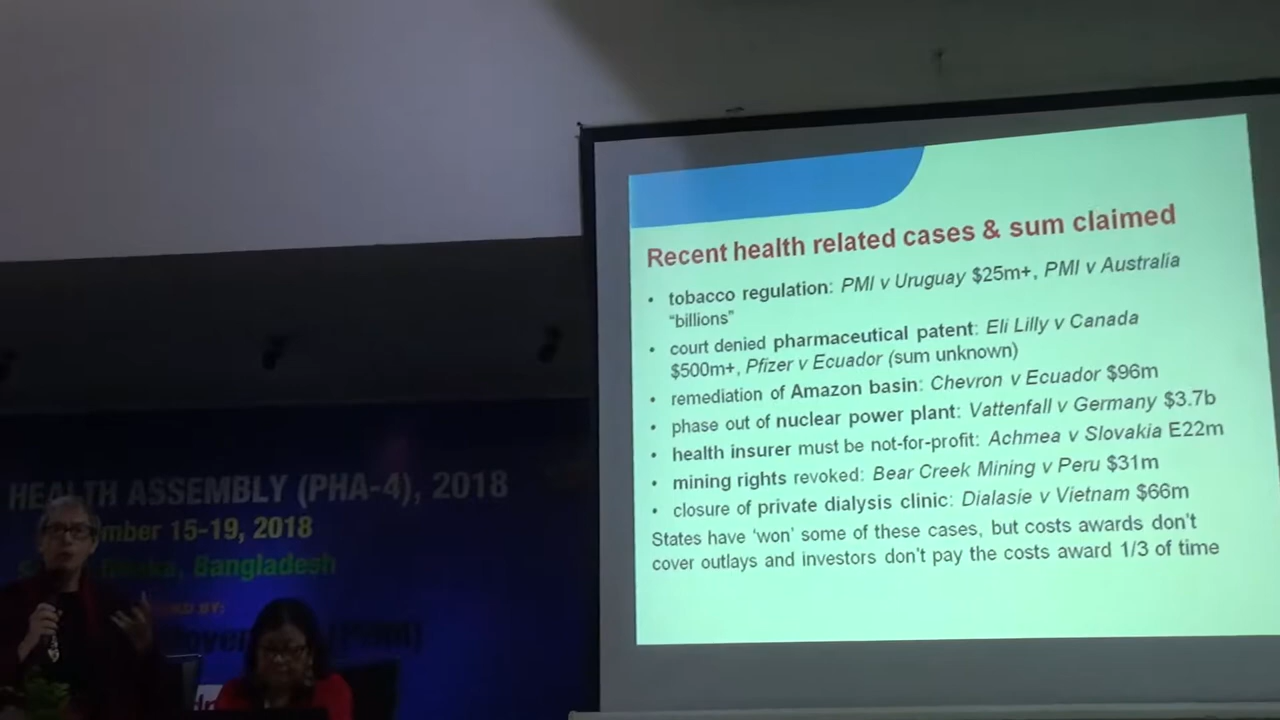 HEALTH ASSEMBLY (PHA-4), 2018
mber 15-19, 2018
Dhaka, Bangladesh
BY:
Recent health related cases & sum claimed
• tobacco regulation: PMI v Uruguay $25m+, PMI v Australia
“billions”
• court denied pharmaceutical patent: Eli Lilly v Canada
$500m+, Pfizer v Ecuador (sum unknown)
• remediation of Amazon basin: Chevron v Ecuador $96m
• phase out of nuclear power plant: Vattenfall v Germany $3.7b
• health insurer must be not-for-profit: Achmea v Slovakia E22m
• mining rights revoked: Bear Creek Mining v Peru $31m
• closure of private dialysis clinic: Dialasie v Vietnam $66m
States have ‘won’ some of these cases, but costs awards don’t
cover outlays and investors don’t pay the costs award 1/3 of time